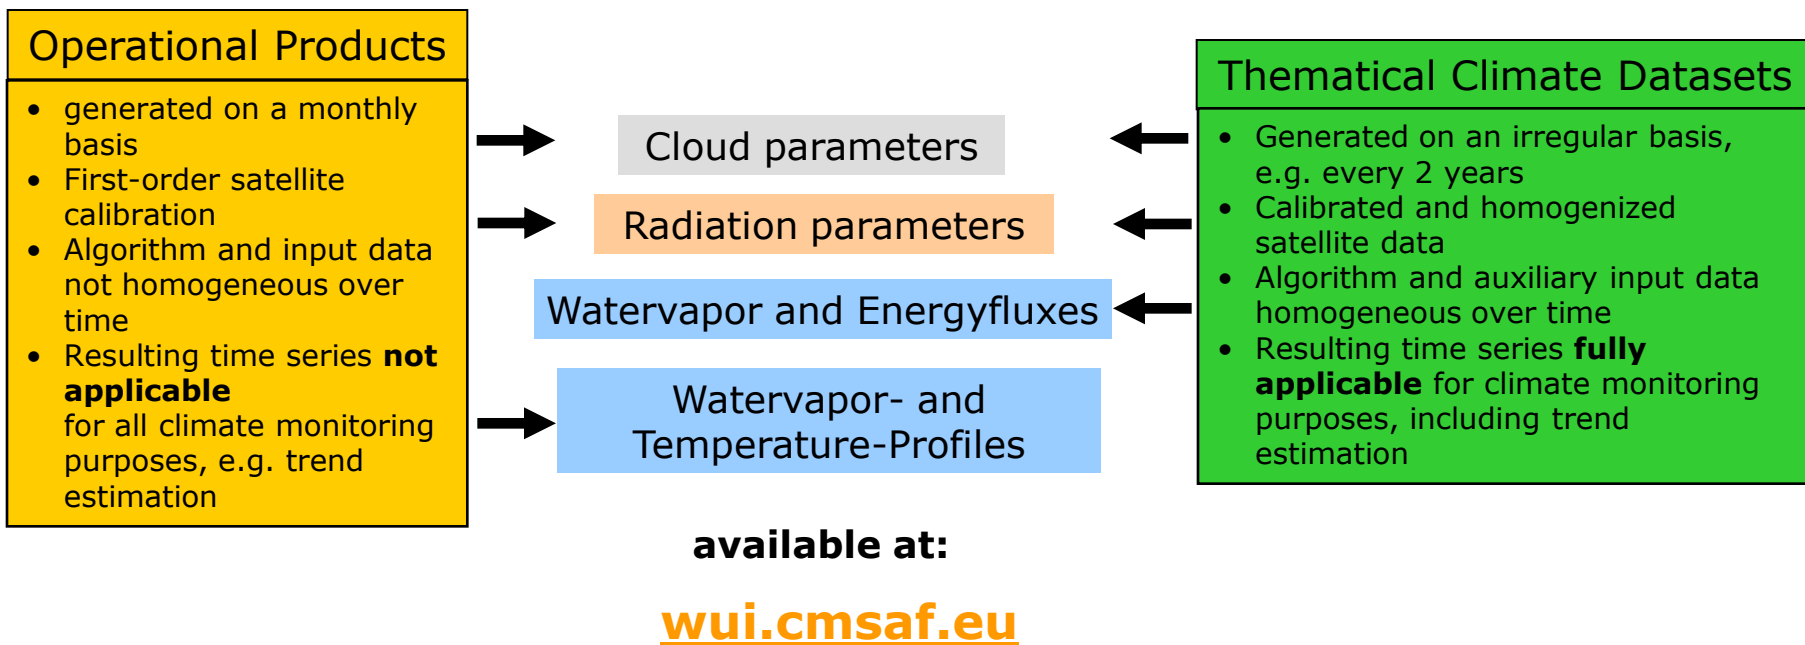 Operational Products
• generated on a monthly
basis
• First-order satellite
calibration
• Algorithm and input data
not homogeneous over
time
• Resulting time series not
applicable
for all climate monitoring
purposes, e.g. trend
estimation
Cloud parameters
Radiation parameters
Watervapor and Energyfluxes
Watervapor- and
Temperature-Profiles
available at:
wui.cmsaf.eu
Thematical Climate Datasets
• Generated on an irregular basis,
e.g. every 2 years
• Calibrated and homogenized
satellite data
• Algorithm and auxiliary input data
homogeneous over time
• Resulting time series fully
applicable for climate monitoring
purposes, including trend
estimation